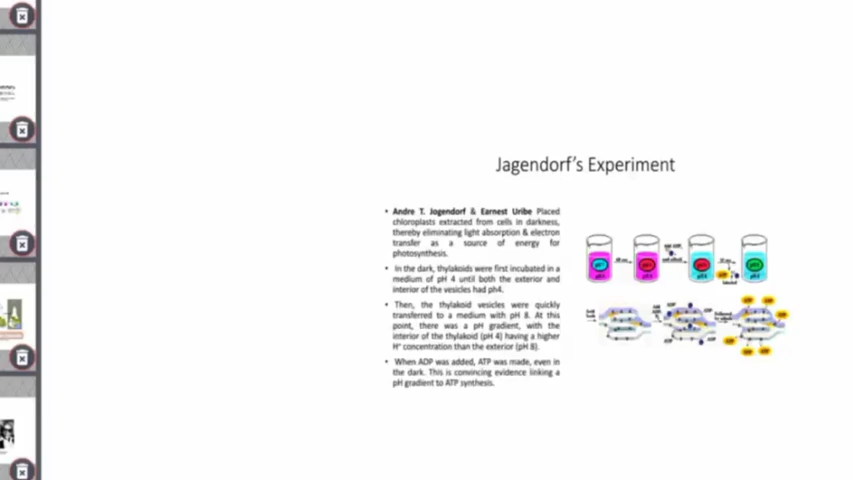 Jagendorf's Experiment
• Andre T. Jogendorf & Earnest Uribe Placed
chloroplasts extracted from cells in darkness,
thereby eliminating light absorption & electron
transfer as a source of energy for
photosynthesis.
• In the dark, thylakoids were first incubated in a
medium of pH 4 until both the exterior and
interior of the vesicles had ph4.
• Then, the thylakoid vesicles were quickly
transferred to a medium with pH 8. At this
point, there was a pH gradient, with the
interior of the thylakoid (pH 4) having a higher
H⁺ concentration than the exterior (pH 8).
• When ADP was added, ATP was made, even in
the dark. This is convincing evidence linking a
pH gradient to ATP synthesis.